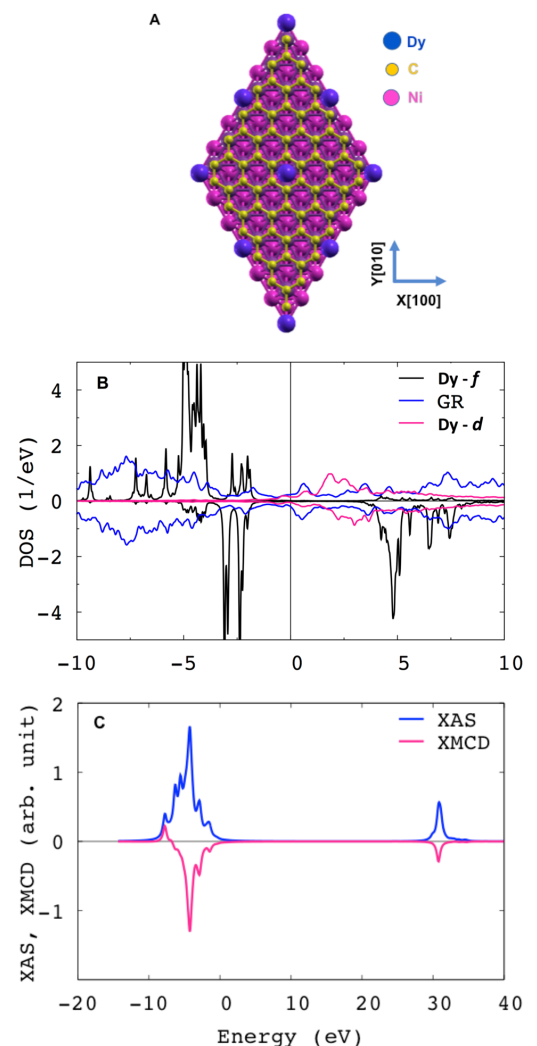 A
Dy
C
Ni
Y[010]
X[100]
B
Dy - f
GR
Dy - d
DOS (1/eV)
4
2
0
−2
−4
−10
−5
0
5
10
C
XAS
XMCD
XAS, XMCD (arb. unit)
2
1
0
−1
−20
−10
0
10
20
30
40
Energy (eV)